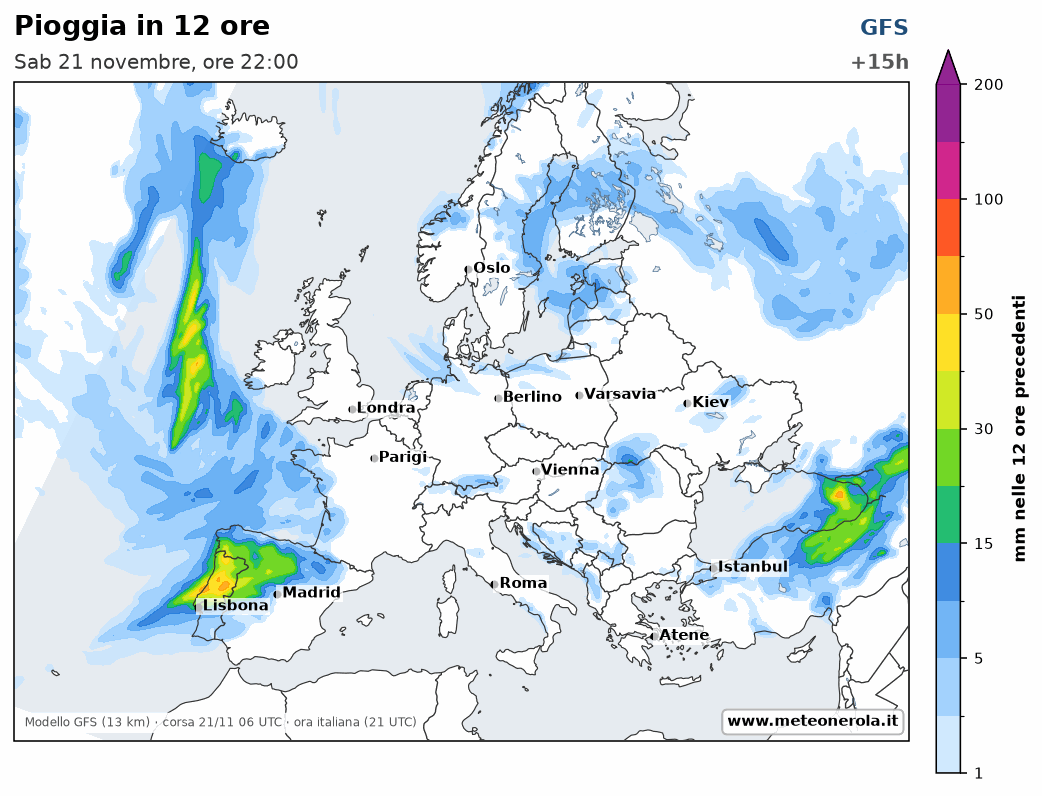 Pioggia in 12 ore
GFS
Sab 21 novembre, ore 22:00
+15h
200
100
50
30
15
5
1
mm nelle 12 ore precedenti
Oslo
Berlino
Varsavia
Londra
Kiev
Parigi
Vienna
Istanbul
Roma
Madrid
Lisbona
Atene
Modello GFS (13 km) · corsa 21/11 06 UTC · ora italiana (21 UTC)
www.meteonerola.it